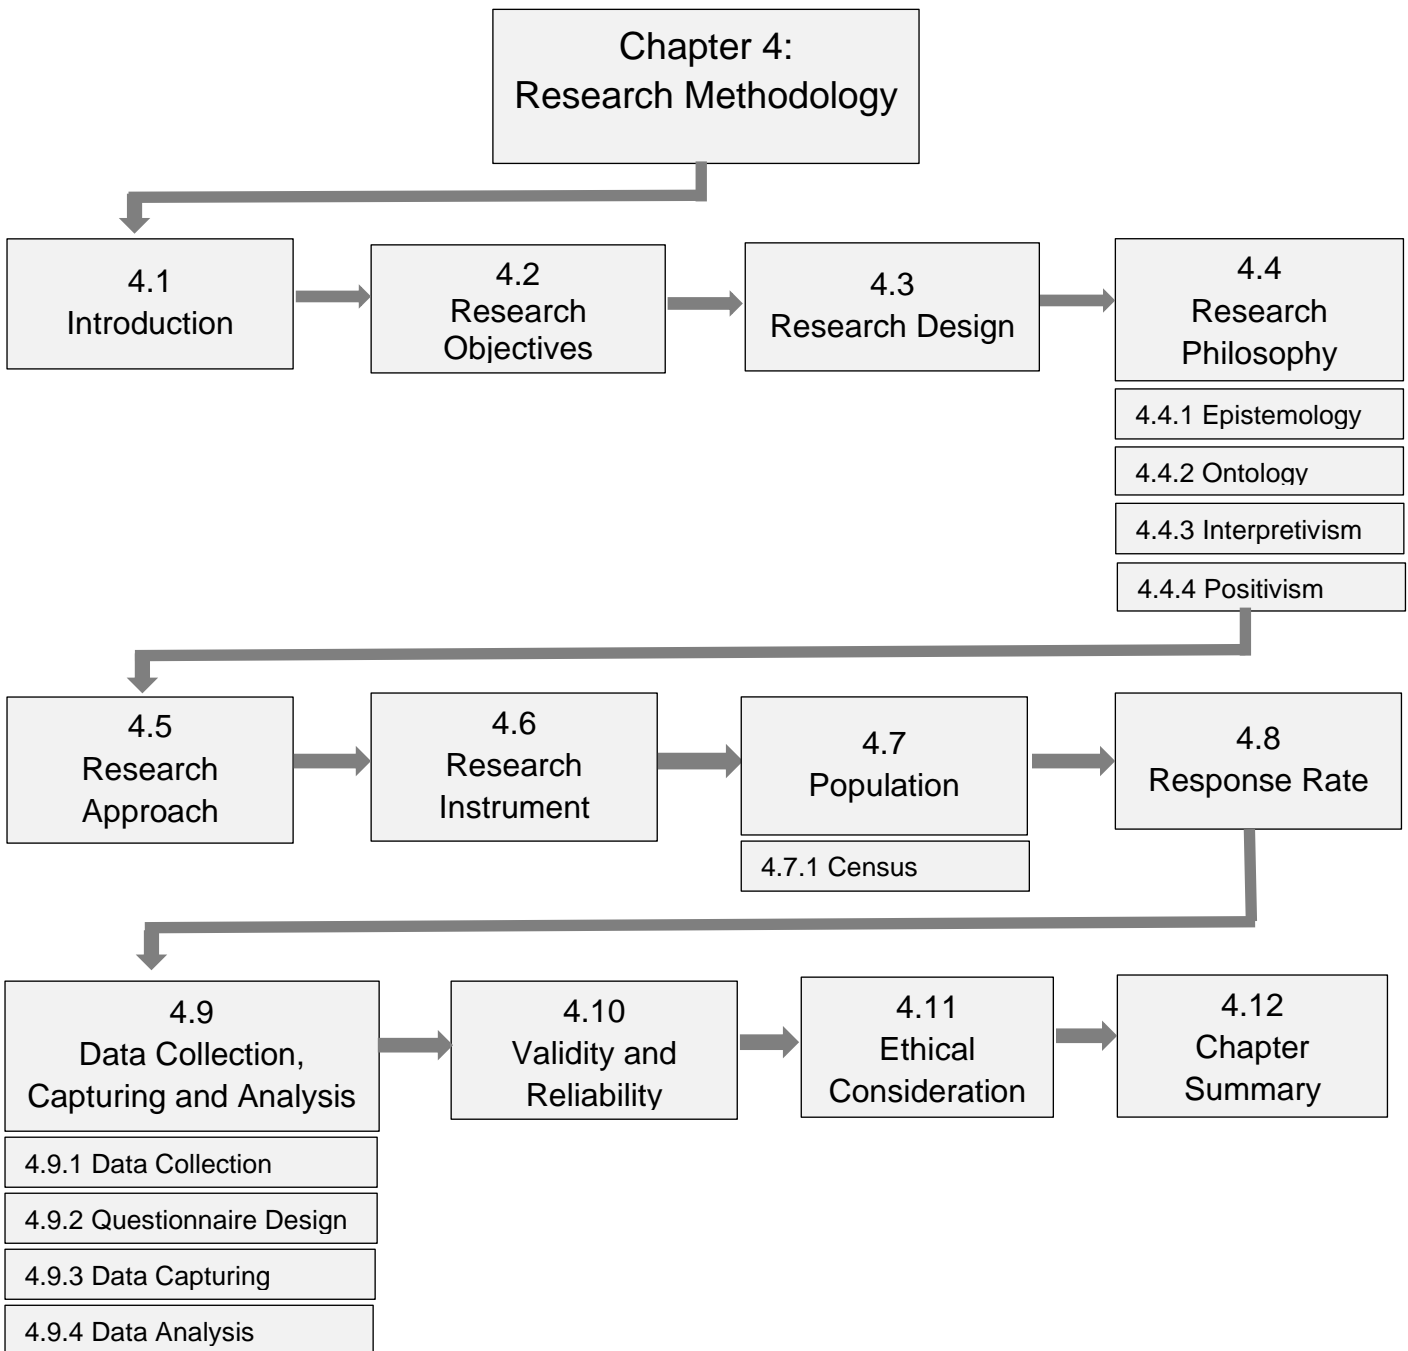 Chapter 4:
Research Methodology
4.1
Introduction
4.2
Research
Objectives
4.3
Research Design
4.4
Research
Philosophy
4.4.1 Epistemology
4.4.2 Ontology
4.4.3 Interpretivism
4.4.4 Positivism
4.5
Research
Approach
4.6
Research
Instrument
4.7
Population
4.7.1 Census
4.8
Response Rate
4.9
Data Collection,
Capturing and Analysis
4.9.1 Data Collection
4.9.2 Questionnaire Design
4.9.3 Data Capturing
4.9.4 Data Analysis
4.10
Validity and
Reliability
4.11
Ethical
Consideration
4.12
Chapter
Summary